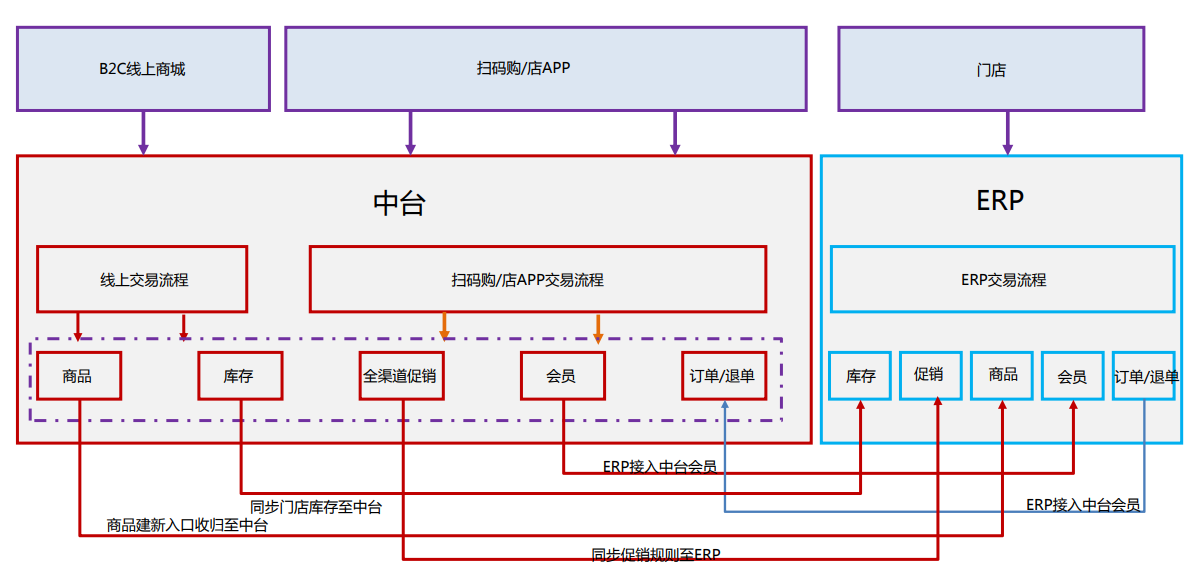 B2C线上商城
扫码购/店APP
门店
中台
ERP
线上交易流程
扫码购/店APP交易流程
ERP交易流程
商品
库存
全渠道促销
会员
订单/退单
库存
促销
商品
会员
订单/退单
ERP接入中台会员
同步门店库存至中台
ERP接入中台会员
商品建新入口收归至中台
同步促销规则至ERP